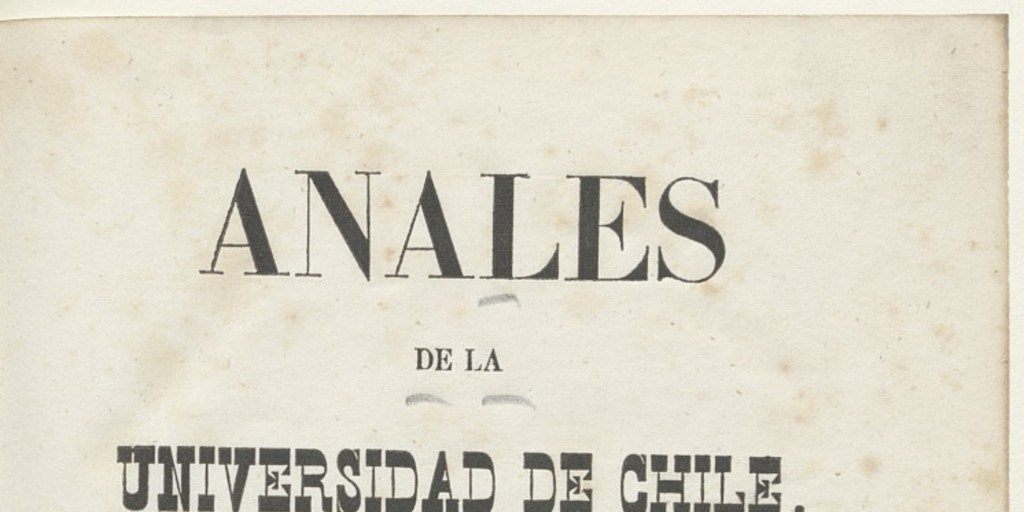 ANALES
DE LA
UNIVERSIDAD DE CHILE.